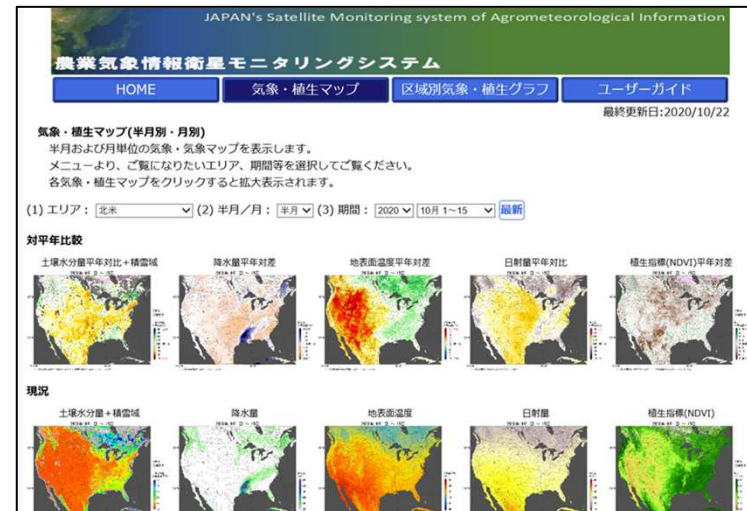 JAPAN's Satellite Monitoring system of Agrometeorological Information
農業気象情報衛星モニタリングシステム
HOME 気象・植生マップ 区域別気象・植生グラフ ユーザーガイド
最終更新日:2020/10/22
気象・植生マップ(半月別・月別)
半月および月単位の気象・気象マップを表示します。
メニューより、ご覧になりたいエリア、期間等を選択してご覧ください。
各気象・植生マップをクリックすると拡大表示されます。
(1) エリア： 北米 (2) 半月／月： 半月 (3) 期間： 2020 10月 1~15 最新
対平年比較
土壌水分量平年対比＋積雪域 降水量平年対差 地表面温度平年対差 日射量平年対比 植生指標(NDVI)平年対差
現況
土壌水分量＋積雪域 降水量 地表面温度 日射量 植生指標(NDVI)